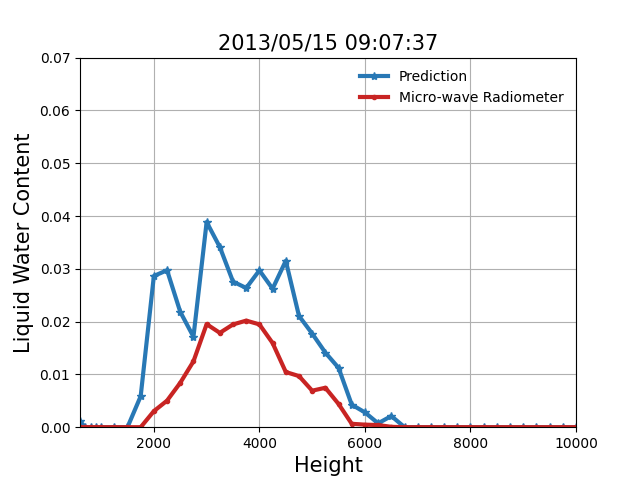 2013/05/15 09:07:37
Prediction
Micro-wave Radiometer
Liquid Water Content
0.07
0.06
0.05
0.04
0.03
0.02
0.01
0.00
2000 4000 6000 8000 10000
Height